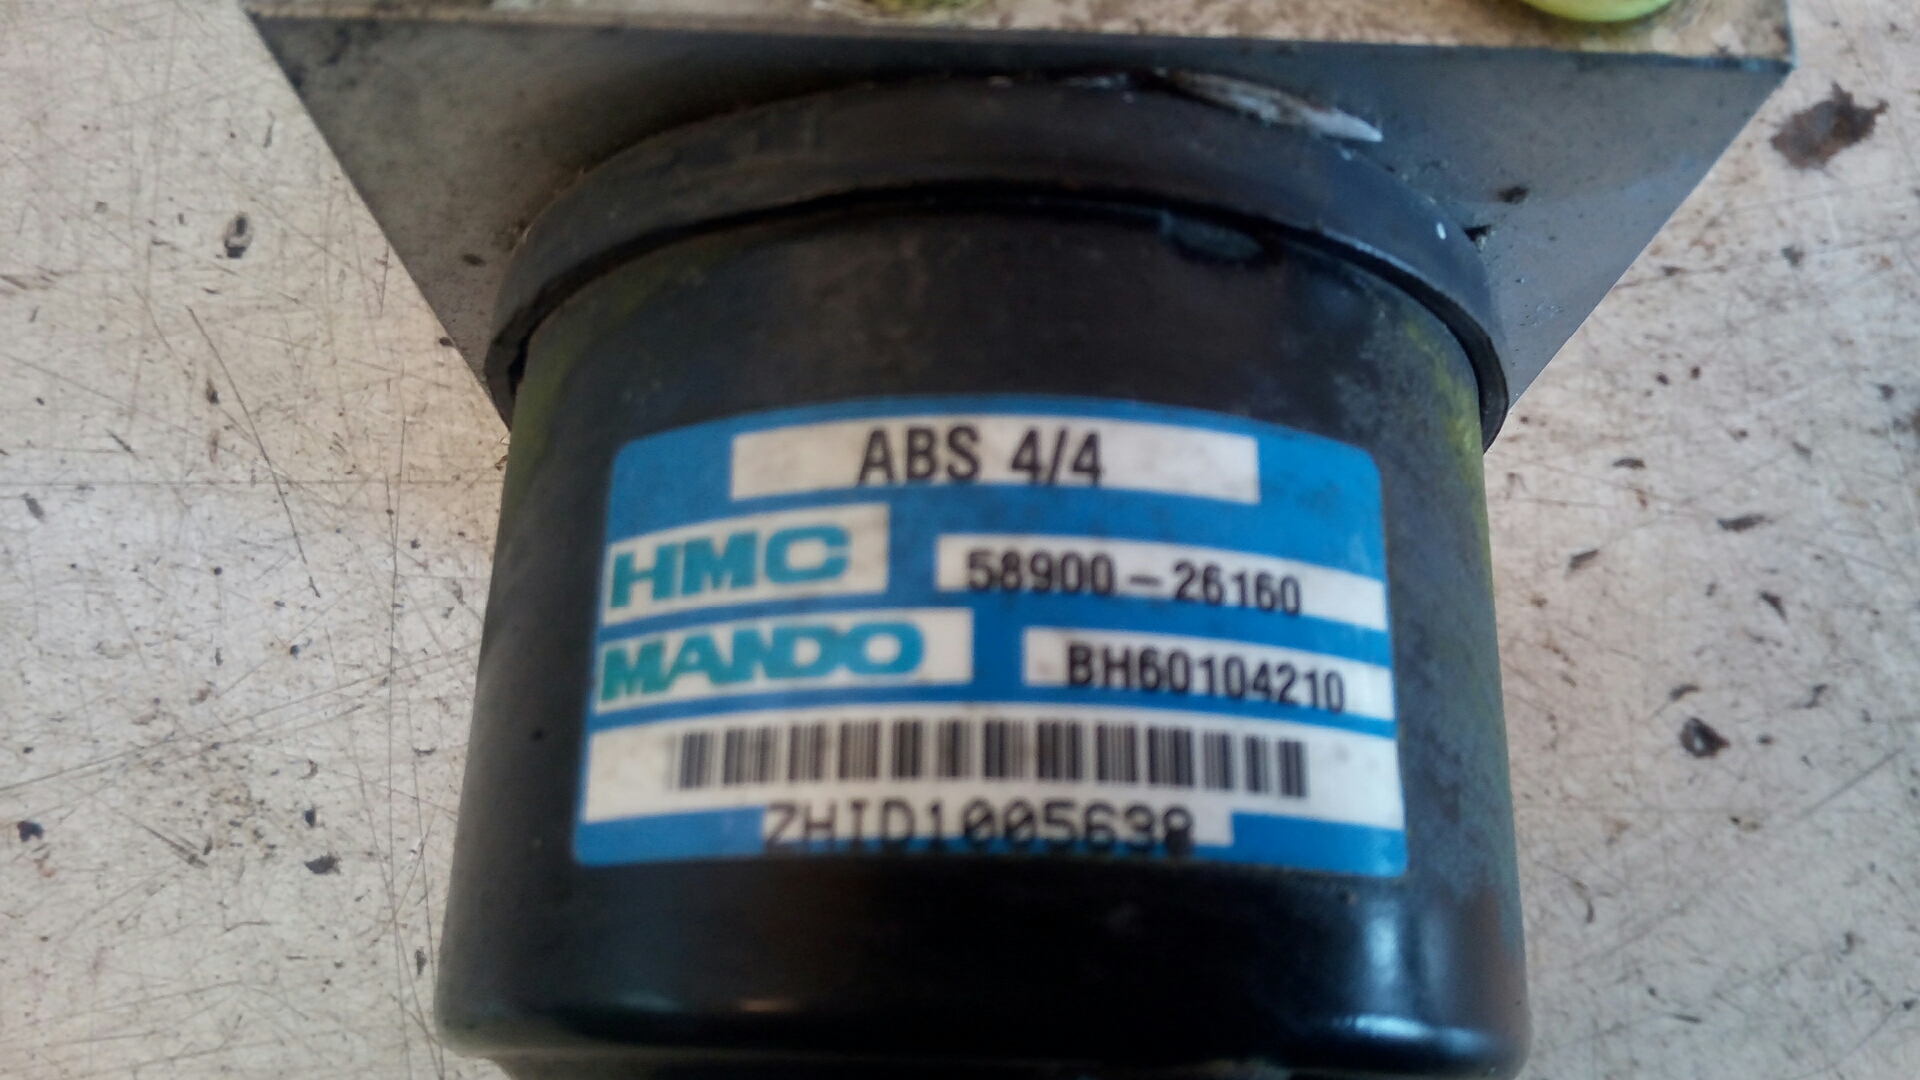 ABS 4/4
HMC 58900-26160
MANDO BH60104210
ZHID1005638